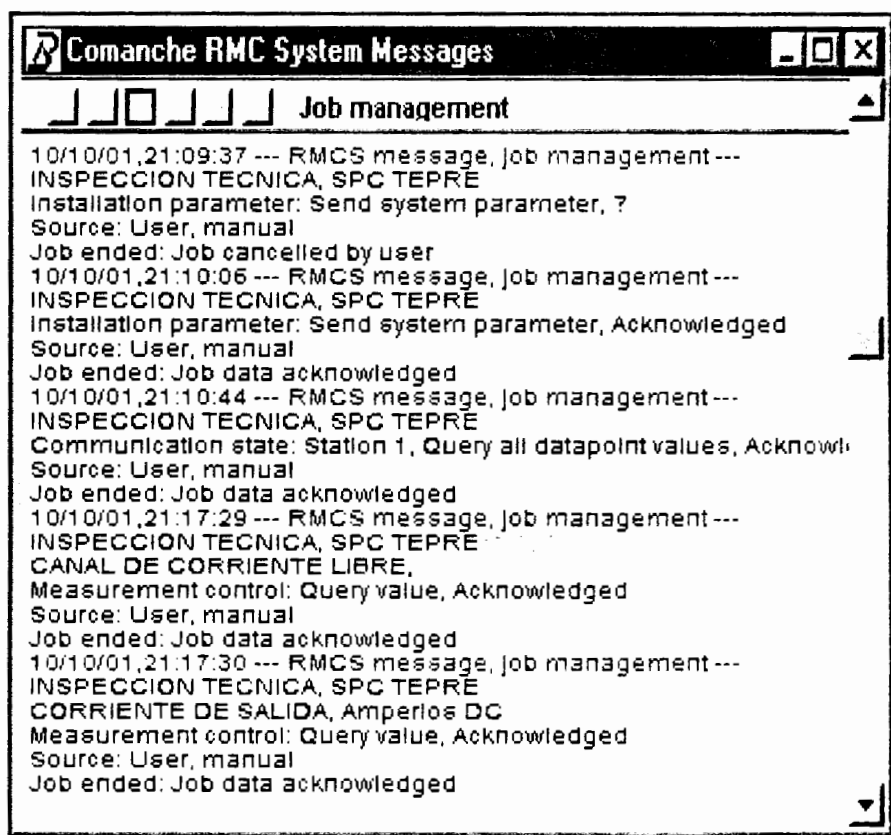 Comanche RMC System Messages
Job management
10/10/01,21:09:37 --- RMCS message, job management ---
INSPECCION TECNICA, SPC TEPRE
Installation parameter: Send system parameter, ?
Source: User, manual
Job ended: Job cancelled by user
10/10/01,21:10:06 --- RMCS message, job management ---
INSPECCION TECNICA, SPC TEPRE
Installation parameter: Send system parameter, Acknowledged
Source: User, manual
Job ended: Job data acknowledged
10/10/01,21:10:44 --- RMCS message, job management ---
INSPECCION TECNICA, SPC TEPRE
Communication state: Station 1, Query all datapoint values, Acknowl
Source: User, manual
Job ended: Job data acknowledged
10/10/01,21:17:29 --- RMCS message, job management ---
INSPECCION TECNICA, SPC TEPRE
CANAL DE CORRIENTE LIBRE,
Measurement control: Query value, Acknowledged
Source: User, manual
Job ended: Job data acknowledged
10/10/01,21:17:30 --- RMCS message, job management ---
INSPECCION TECNICA, SPC TEPRE
CORRIENTE DE SALIDA, Amperios DC
Measurement control: Query value, Acknowledged
Source: User, manual
Job ended: Job data acknowledged